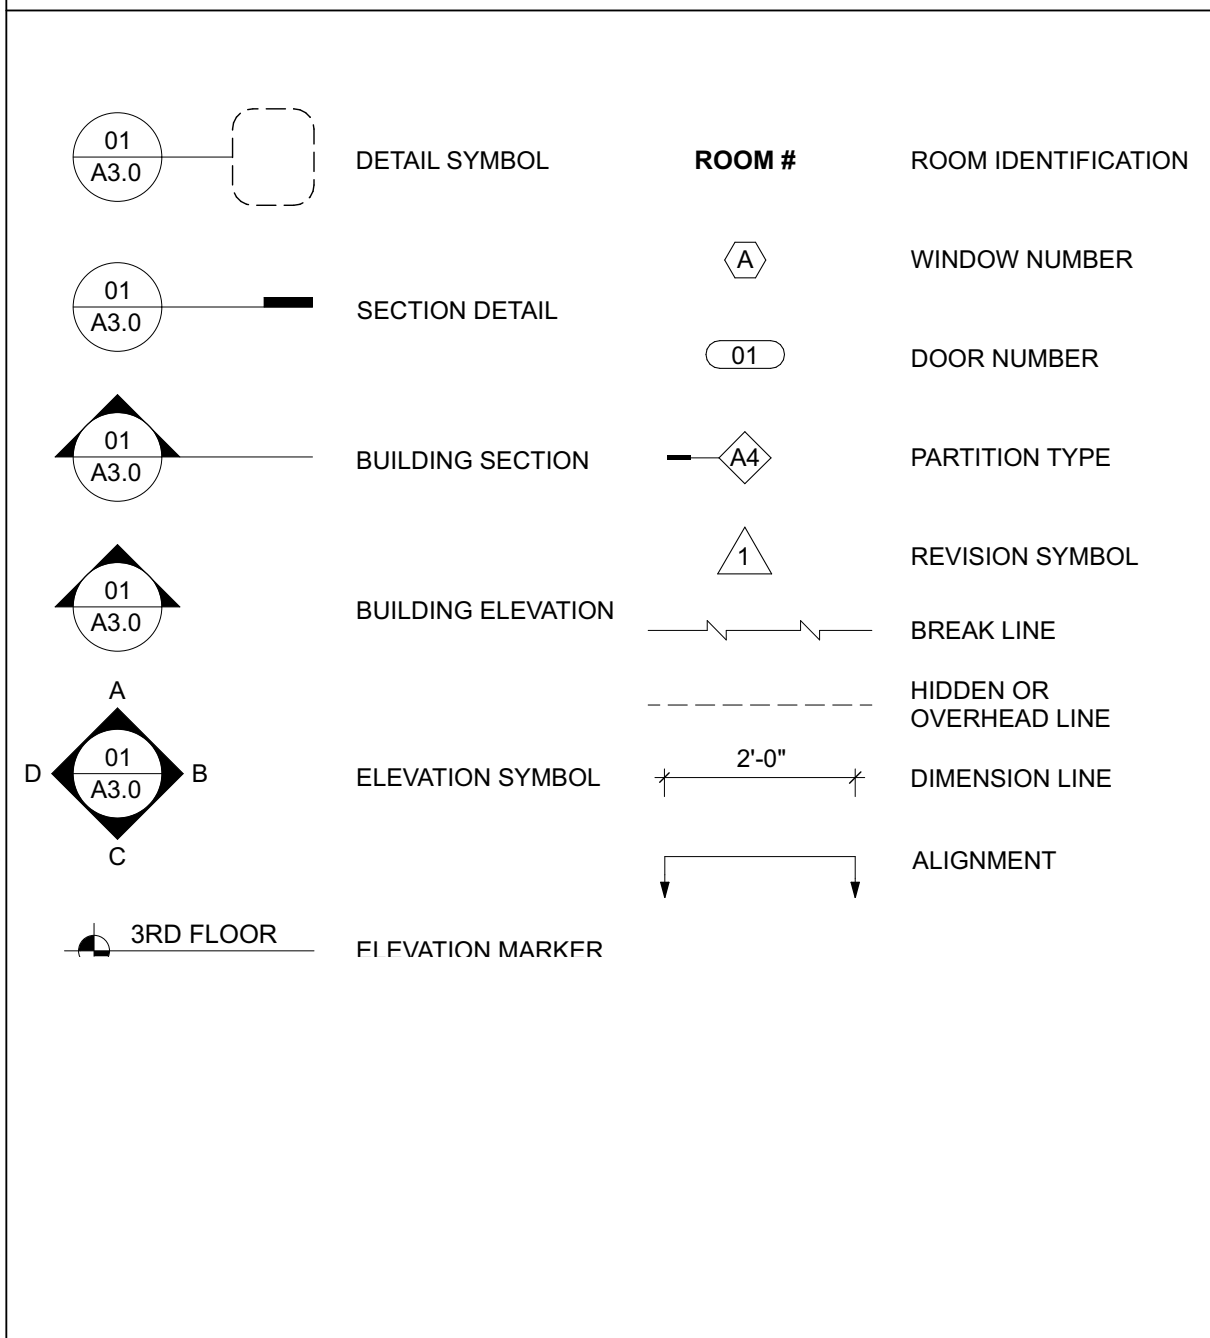 01
A3.0
DETAIL SYMBOL
01
A3.0
SECTION DETAIL
01
A3.0
BUILDING SECTION
01
A3.0
BUILDING ELEVATION
A
D
01
A3.0
B
C
ELEVATION SYMBOL
3RD FLOOR
ELEVATION MARKER
ROOM #
ROOM IDENTIFICATION
A
WINDOW NUMBER
01
DOOR NUMBER
A4
PARTITION TYPE
1
REVISION SYMBOL
BREAK LINE
HIDDEN OR
OVERHEAD LINE
2'-0"
DIMENSION LINE
ALIGNMENT